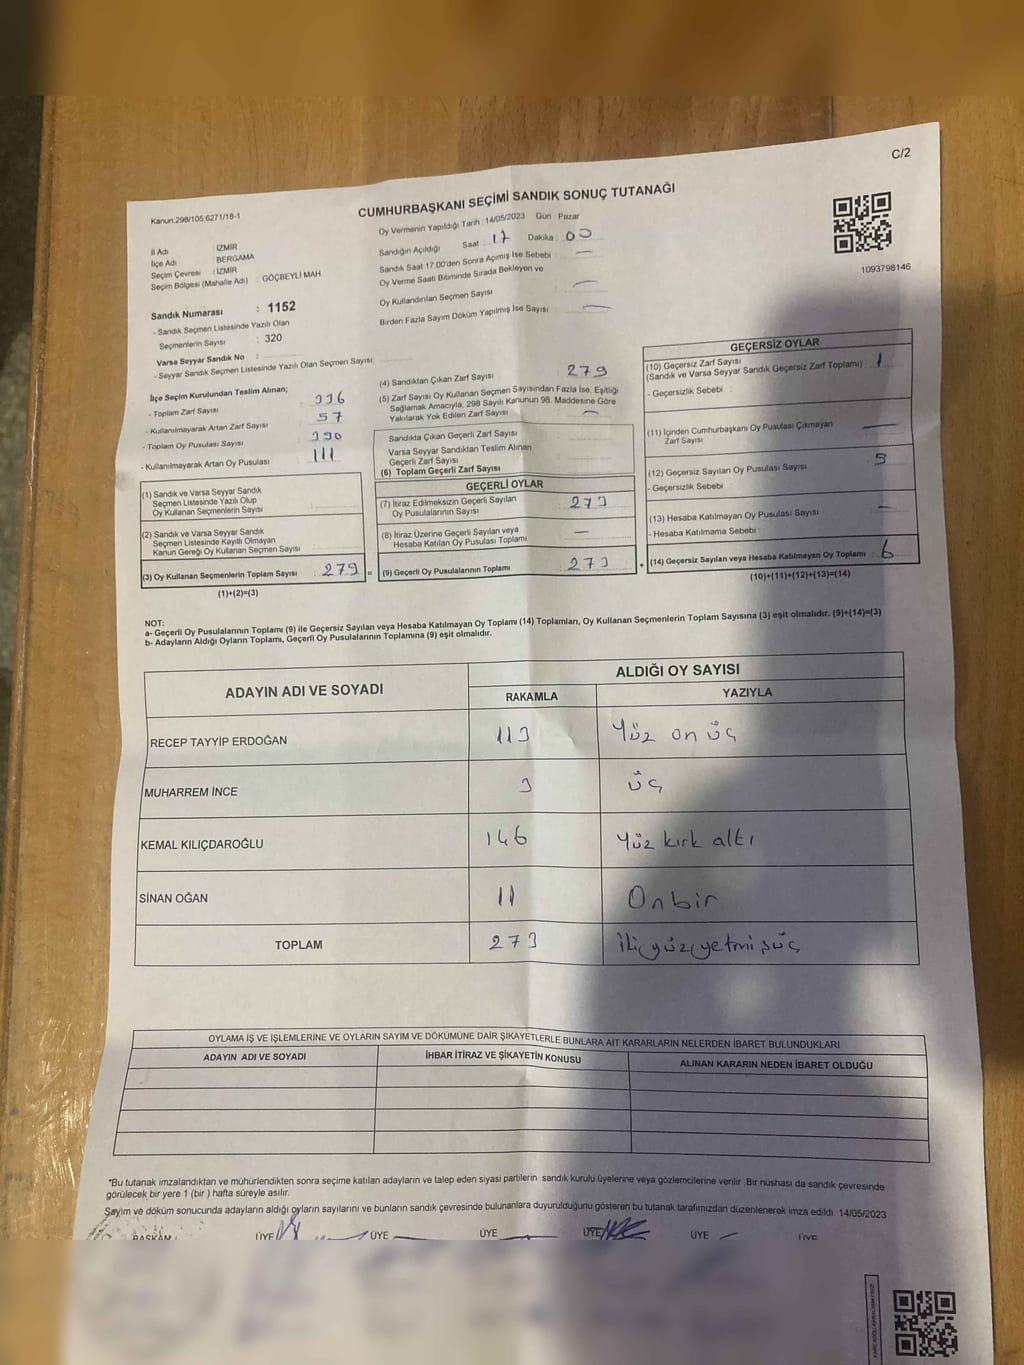 C/2
Kanun:298/105,6271/18-1
CUMHURBAŞKANI SEÇİMİ SANDIK SONUÇ TUTANAĞI
1093798146
İl Adı : İZMİR
İlçe Adı : BERGAMA
Seçim Çevresi : İZMİR
Seçim Bölgesi (Mahalle Adı) : GÖÇBEYLİ MAH
Sandık Numarası : 1152
- Sandık Seçmen Listesinde Yazılı Olan
Seçmenlerin Sayısı : 320
Varsa Seyyar Sandık No :
- Seyyar Sandık Seçmen Listesinde Yazılı Olan Seçmen Sayısı:
Oy Vermenin Yapıldığı Tarih : 14/05/2023 Gün : Pazar
Sandığın Açıldığı Saat 17 Dakika 00
Sandık Saat 17.00'den Sonra Açımış İse Sebebi : —
Oy Verme Saati Bitiminde Sırada Bekleyen ve
Oy Kullandırılan Seçmen Sayısı —
Birden Fazla Sayım Döküm Yapılmış İse Sayısı : —
İlçe Seçim Kurulundan Teslim Alınan;
- Toplam Zarf Sayısı 336
- Kullanılmayarak Artan Zarf Sayısı 57
- Toplam Oy Pusulası Sayısı 390
- Kullanılmayarak Artan Oy Pusulası 111
(1) Sandık ve Varsa Seyyar Sandık
Seçmen Listesinde Yazılı Olup
Oy Kullanan Seçmenlerin Sayısı
(2) Sandık ve Varsa Seyyar Sandık
Seçmen Listesinde Kayıtlı Olmayan
Kanun Gereği Oy Kullanan Seçmen Sayısı
(3) Oy Kullanan Seçmenlerin Toplam Sayısı 279 =
(1)+(2)=(3)
(4) Sandıktan Çıkan Zarf Sayısı 279
(5) Zarf Sayısı Oy Kullanan Seçmen Sayısından Fazla İse, Eşitliği
Sağlamak Amacıyla, 298 Sayılı Kanunun 98. Maddesine Göre
Yakılarak Yok Edilen Zarf Sayısı —
Sandıkta Çıkan Geçerli Zarf Sayısı
Varsa Seyyar Sandıktan Teslim Alınan
Geçerli Zarf Sayısı
(6) Toplam Geçerli Zarf Sayısı
GEÇERLİ OYLAR
(7) İtiraz Edilmeksizin Geçerli Sayılan
Oy Pusulalarının Sayısı 273
(8) İtiraz Üzerine Geçerli Sayılan veya
Hesaba Katılan Oy Pusulası Toplamı —
(9) Geçerli Oy Pusulalarının Toplamı 273 +
GEÇERSİZ OYLAR
(10) Geçersiz Zarf Sayısı
(Sandık ve Varsa Seyyar Sandık Geçersiz Zarf Toplamı) 1
- Geçersizlik Sebebi :
(11) İçinden Cumhurbaşkanı Oy Pusulası Çıkmayan
Zarf Sayısı —
(12) Geçersiz Sayılan Oy Pusulası Sayısı 5
- Geçersizlik Sebebi :
(13) Hesaba Katılmayan Oy Pusulası Sayısı —
- Hesaba Katılmama Sebebi :
(14) Geçersiz Sayılan veya Hesaba Katılmayan Oy Toplamı 6
(10)+(11)+(12)+(13)=(14)
NOT:
a- Geçerli Oy Pusulalarının Toplamı (9) ile Geçersiz Sayılan veya Hesaba Katılmayan Oy Toplamı (14) Toplamları, Oy Kullanan Seçmenlerin Toplam Sayısına (3) eşit olmalıdır. (9)+(14)=(3)
b- Adayların Aldığı Oyların Toplamı, Geçerli Oy Pusulalarının Toplamına (9) eşit olmalıdır.
ADAYIN ADI VE SOYADI
ALDIĞI OY SAYISI
RAKAMLA YAZIYLA
RECEP TAYYİP ERDOĞAN 113 Yüz on üç
MUHARREM İNCE 3 üç
KEMAL KILIÇDAROĞLU 146 Yüz kırk altı
SİNAN OĞAN 11 Onbir
TOPLAM 273 ikiyüzyetmişüç
OYLAMA İŞ VE İŞLEMLERİNE VE OYLARIN SAYIM VE DÖKÜMÜNE DAİR ŞİKAYETLERLE BUNLARA AİT KARARLARIN NELERDEN İBARET BULUNDUKLARI
ADAYIN ADI VE SOYADI İHBAR İTİRAZ VE ŞİKAYETİN KONUSU ALINAN KARARIN NEDEN İBARET OLDUĞU
*Bu tutanak imzalandıktan ve mühürlendikten sonra seçime katılan adayların ve talep eden siyasi partilerin sandık kurulu üyelerine veya gözlemcilerine verilir .Bir nüshası da sandık çevresinde
görülecek bir yere 1 (bir ) hafta süreyle asılır.
Sayım ve döküm sonucunda adayların aldığı oyların sayılarını ve bunların sandık çevresinde bulunanlara duyurulduğunu gösteren bu tutanak tarafımızdan düzenlenerek imza edildi. 14/05/2023
BAŞKAN ÜYE ÜYE ÜYE ÜYE ÜYE ÜYE